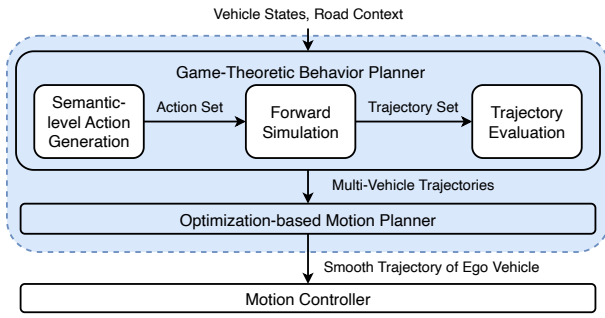 Vehicle States, Road Context
Game-Theoretic Behavior Planner
Semantic-
level Action
Generation
Action Set
Forward
Simulation
Trajectory Set
Trajectory
Evaluation
Multi-Vehicle Trajectories
Optimization-based Motion Planner
Smooth Trajectory of Ego Vehicle
Motion Controller